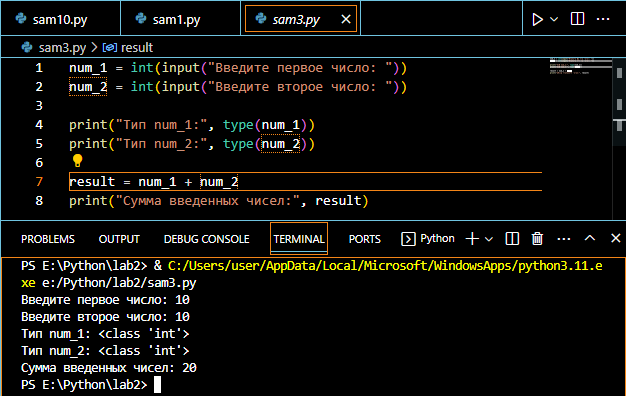 sam10.py sam1.py sam3.py
sam3.py > result
1 num_1 = int(input("Введите первое число: "))
2 num_2 = int(input("Введите второе число: "))
3
4 print("Тип num_1:", type(num_1))
5 print("Тип num_2:", type(num_2))
6
7 result = num_1 + num_2
8 print("Сумма введенных чисел:", result)
PROBLEMS OUTPUT DEBUG CONSOLE TERMINAL PORTS Python
PS E:\Python\lab2> & C:/Users/user/AppData/Local/Microsoft/WindowsApps/python3.11.e
xe e:/Python/lab2/sam3.py
Введите первое число: 10
Введите второе число: 10
Тип num_1: <class 'int'>
Тип num_2: <class 'int'>
Сумма введенных чисел: 20
PS E:\Python\lab2>